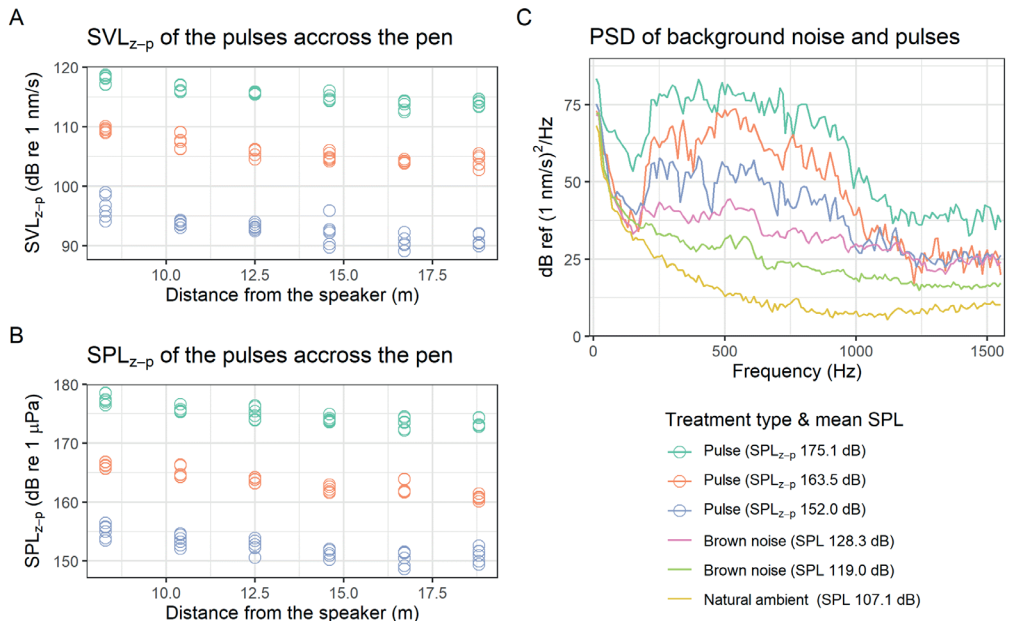 A
SVLz–p of the pulses accross the pen
SVLz–p (dB re 1 nm/s)
120
110
100
90
10.0 12.5 15.0 17.5
Distance from the speaker (m)
B
SPLz–p of the pulses accross the pen
SPLz–p (dB re 1 μPa)
180
170
160
150
10.0 12.5 15.0 17.5
Distance from the speaker (m)
C
PSD of background noise and pulses
dB ref (1 nm/s)²/Hz
75
50
25
0
0 500 1000 1500
Frequency (Hz)
Treatment type & mean SPL
Pulse (SPLz–p 175.1 dB)
Pulse (SPLz–p 163.5 dB)
Pulse (SPLz–p 152.0 dB)
Brown noise (SPL 128.3 dB)
Brown noise (SPL 119.0 dB)
Natural ambient (SPL 107.1 dB)